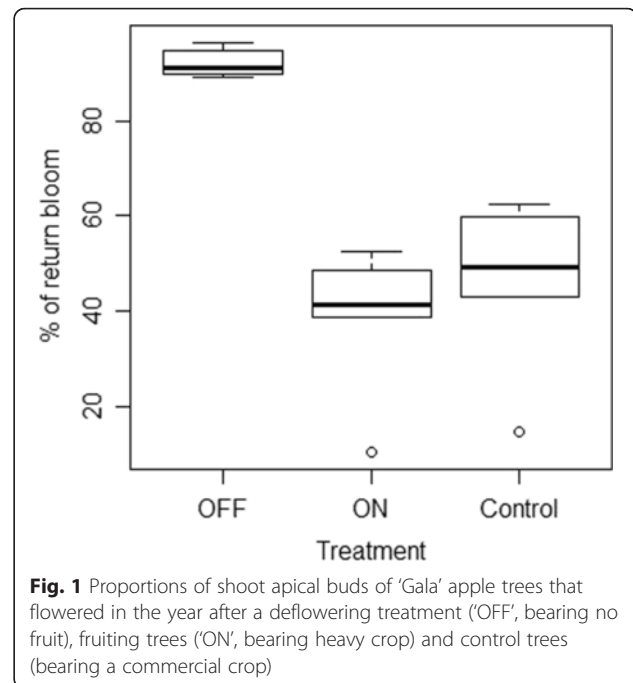 % of return bloom
80
60
40
20
OFF ON Control
Treatment
Fig. 1 Proportions of shoot apical buds of ‘Gala’ apple trees that
flowered in the year after a deflowering treatment (‘OFF’, bearing no
fruit), fruiting trees (‘ON’, bearing heavy crop) and control trees
(bearing a commercial crop)